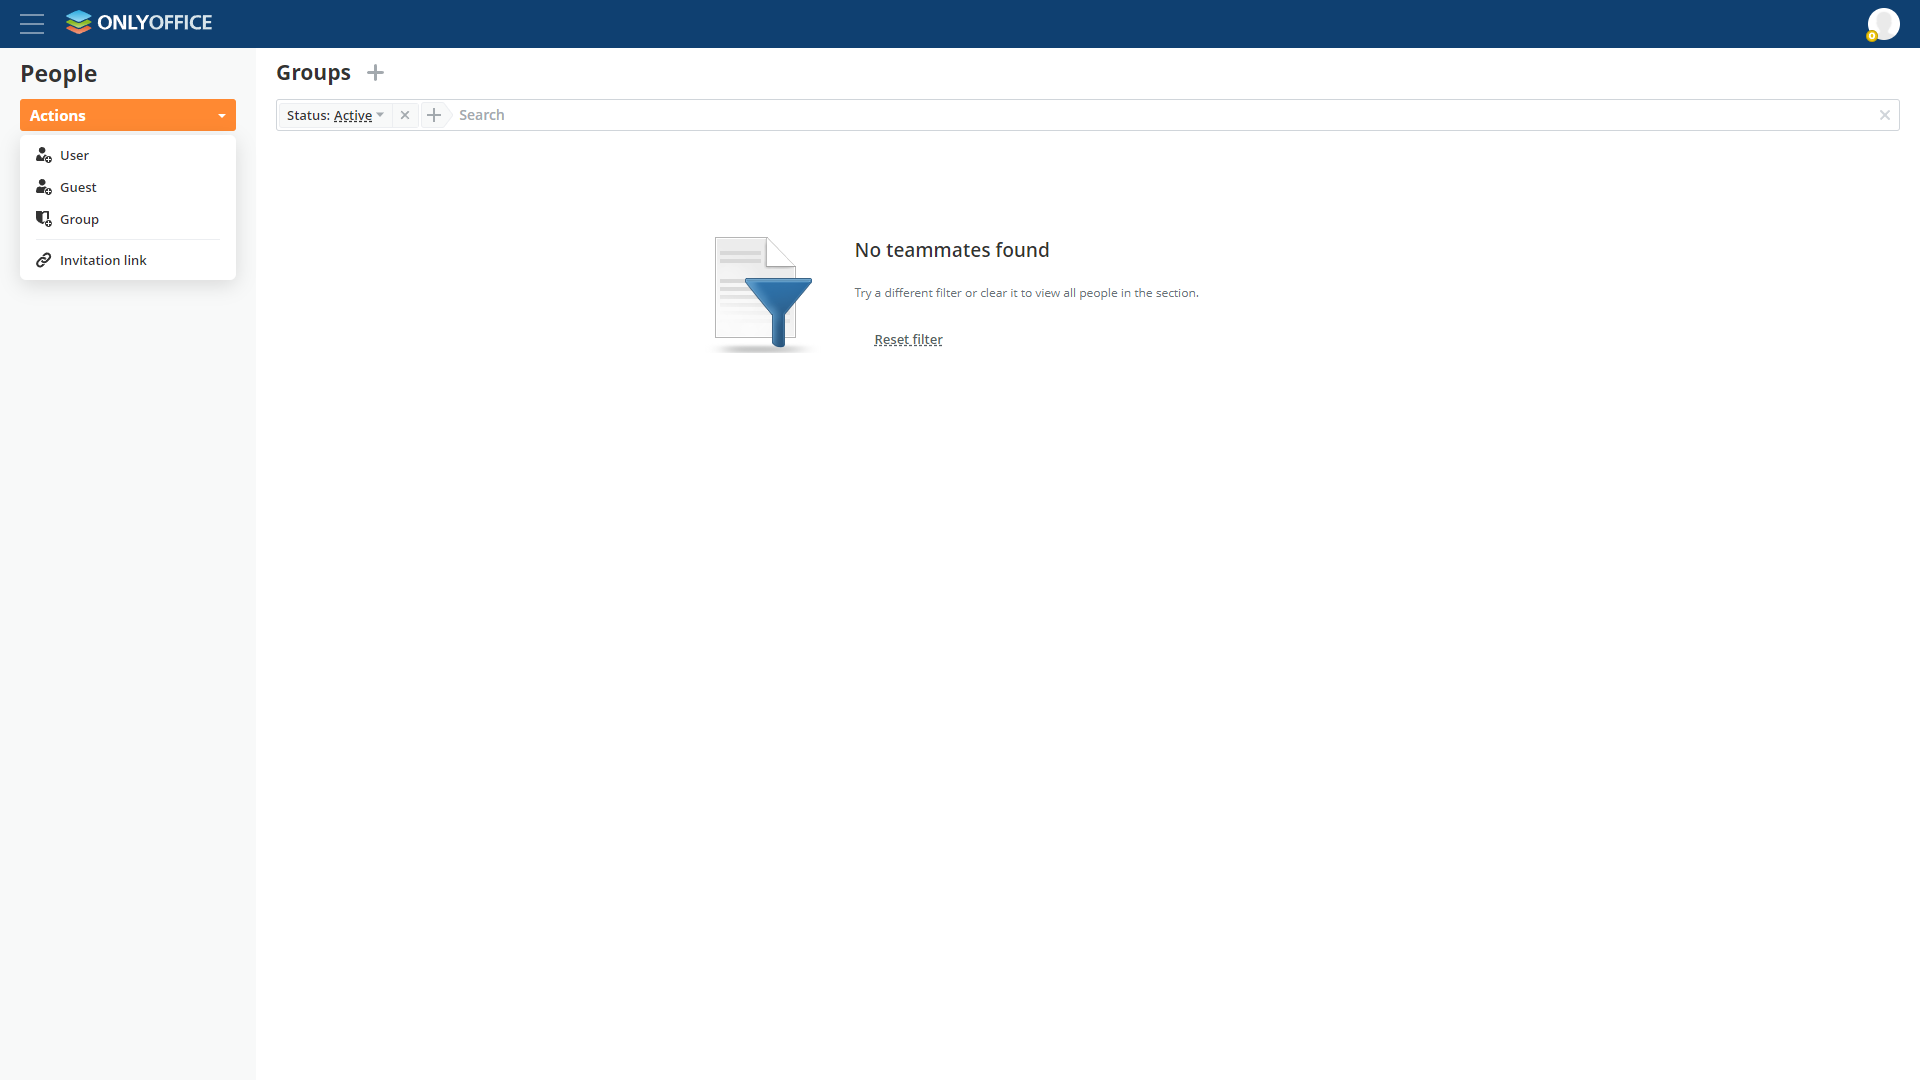 ONLYOFFICE
People
Actions
User
Guest
Group
Invitation link
Groups
Status: Active
Search
No teammates found
Try a different filter or clear it to view all people in the section.
Reset filter